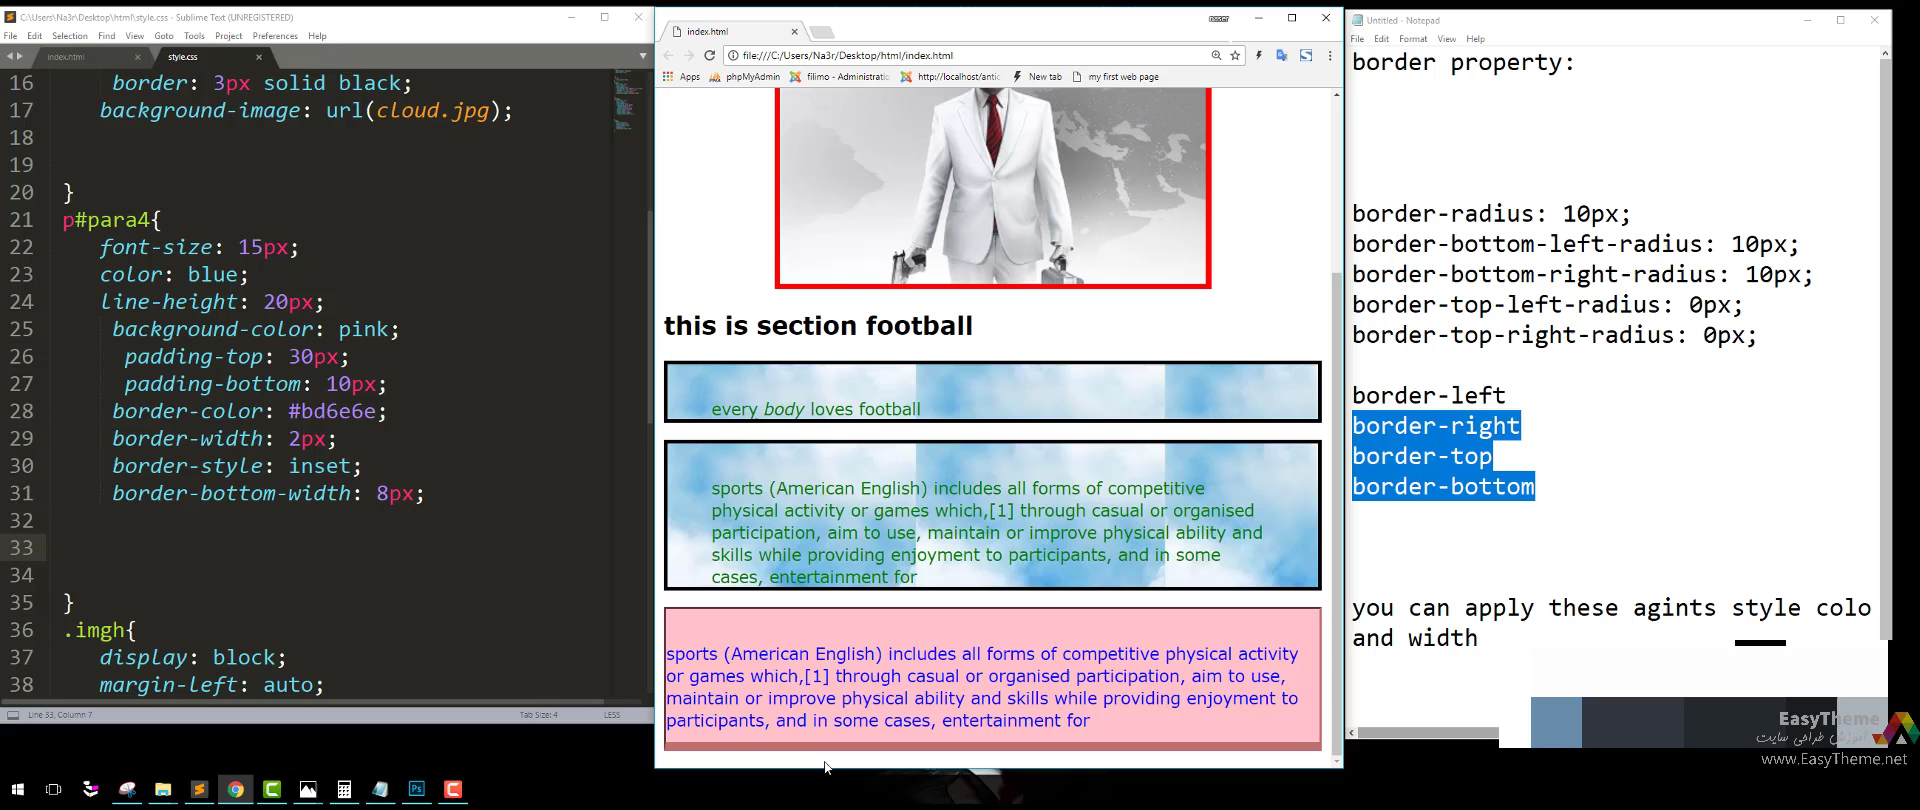 C:\Users\Na3r\Desktop\html\style.css - Sublime Text (UNREGISTERED)
File Edit Selection Find View Goto Tools Project Preferences Help
index.html
style.css
16 border: 3px solid black;
17 background-image: url(cloud.jpg);
18
19
20 }
21 p#para4{
22 font-size: 15px;
23 color: blue;
24 line-height: 20px;
25 background-color: pink;
26 padding-top: 30px;
27 padding-bottom: 10px;
28 border-color: #bd6e6e;
29 border-width: 2px;
30 border-style: inset;
31 border-bottom-width: 8px;
32
33
34
35 }
36 .imgh{
37 display: block;
38 margin-left: auto;
Line 33, Column 7
Tab Size: 4
LESS
naser
index.html
file:///C:/Users/Na3r/Desktop/html/index.html
Apps
phpMyAdmin
filimo - Administratio
http://localhost/antic
New tab
my first web page
this is section football
every body loves football
sports (American English) includes all forms of competitive
physical activity or games which,[1] through casual or organised
participation, aim to use, maintain or improve physical ability and
skills while providing enjoyment to participants, and in some
cases, entertainment for
sports (American English) includes all forms of competitive physical activity
or games which,[1] through casual or organised participation, aim to use,
maintain or improve physical ability and skills while providing enjoyment to
participants, and in some cases, entertainment for
Untitled - Notepad
File Edit Format View Help
border property:
border-radius: 10px;
border-bottom-left-radius: 10px;
border-bottom-right-radius: 10px;
border-top-left-radius: 0px;
border-top-right-radius: 0px;
border-left
border-right
border-top
border-bottom
you can apply these agints style colo
and width
EasyTheme
آموزش طراحی سایت
www.EasyTheme.net
Ps